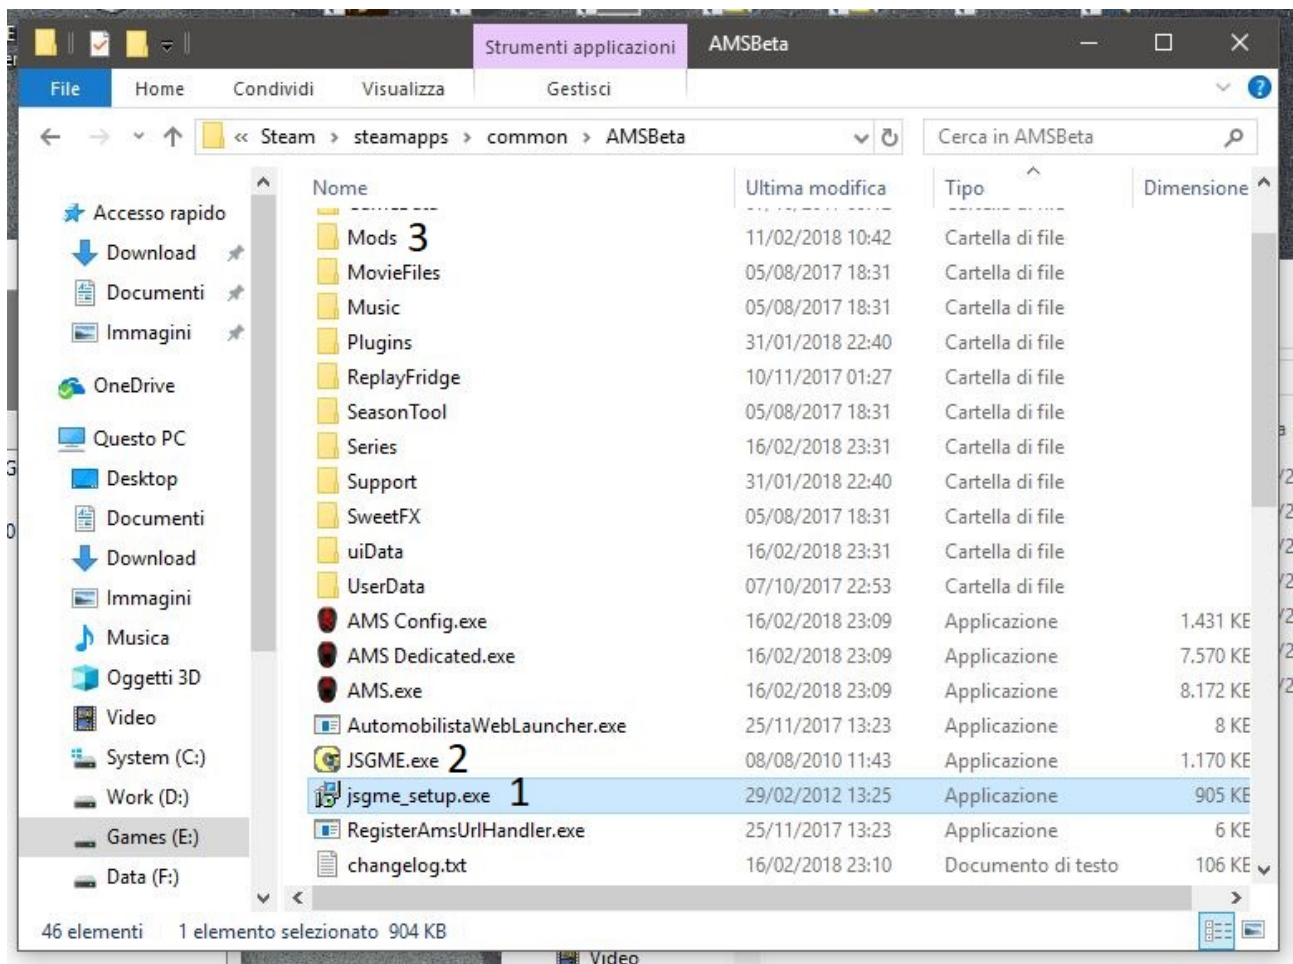 Strumenti applicazioni AMSBeta
File Home Condividi Visualizza Gestisci
« Steam > steamapps > common > AMSBeta Cerca in AMSBeta
Nome Ultima modifica Tipo Dimensione
Accesso rapido
Download
Documenti
Immagini
OneDrive
Questo PC
Desktop
Documenti
Download
Immagini
Musica
Oggetti 3D
Video
System (C:)
Work (D:)
Games (E:)
Data (F:)
Mods 3 11/02/2018 10:42 Cartella di file
MovieFiles 05/08/2017 18:31 Cartella di file
Music 05/08/2017 18:31 Cartella di file
Plugins 31/01/2018 22:40 Cartella di file
ReplayFridge 10/11/2017 01:27 Cartella di file
SeasonTool 05/08/2017 18:31 Cartella di file
Series 16/02/2018 23:31 Cartella di file
Support 31/01/2018 22:40 Cartella di file
SweetFX 05/08/2017 18:31 Cartella di file
uiData 16/02/2018 23:31 Cartella di file
UserData 07/10/2017 22:53 Cartella di file
AMS Config.exe 16/02/2018 23:09 Applicazione 1.431 KB
AMS Dedicated.exe 16/02/2018 23:09 Applicazione 7.570 KB
AMS.exe 16/02/2018 23:09 Applicazione 8.172 KB
AutomobilistaWebLauncher.exe 25/11/2017 13:23 Applicazione 8 KB
JSGME.exe 2 08/08/2010 11:43 Applicazione 1.170 KB
jsgme_setup.exe 1 29/02/2012 13:25 Applicazione 905 KB
RegisterAmsUrlHandler.exe 25/11/2017 13:23 Applicazione 6 KB
changelog.txt 16/02/2018 23:10 Documento di testo 106 KB
46 elementi 1 elemento selezionato 904 KB
Video